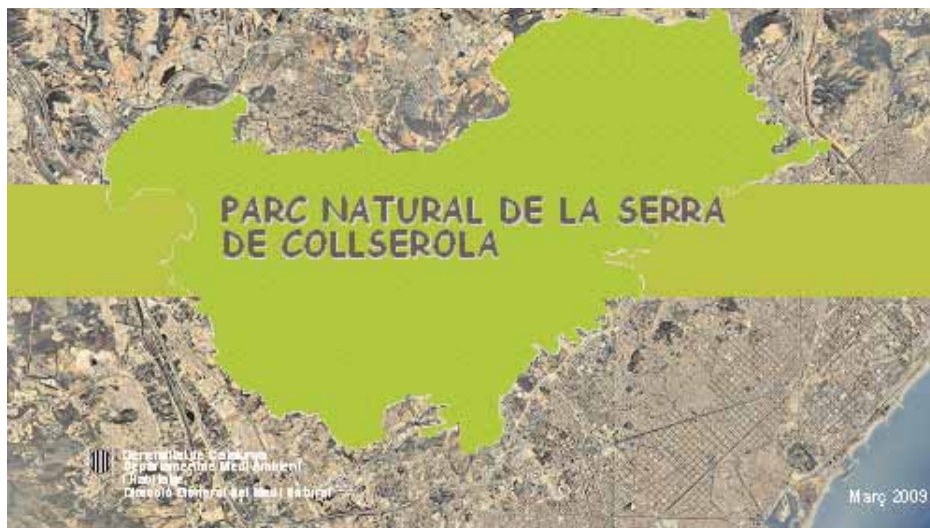 PARC NATURAL DE LA SERRA
DE COLLSEROLA
Generalitat de Catalunya
Departament de Medi Ambient
i Habitatge
Direcció General del Medi Natural
Març 2009